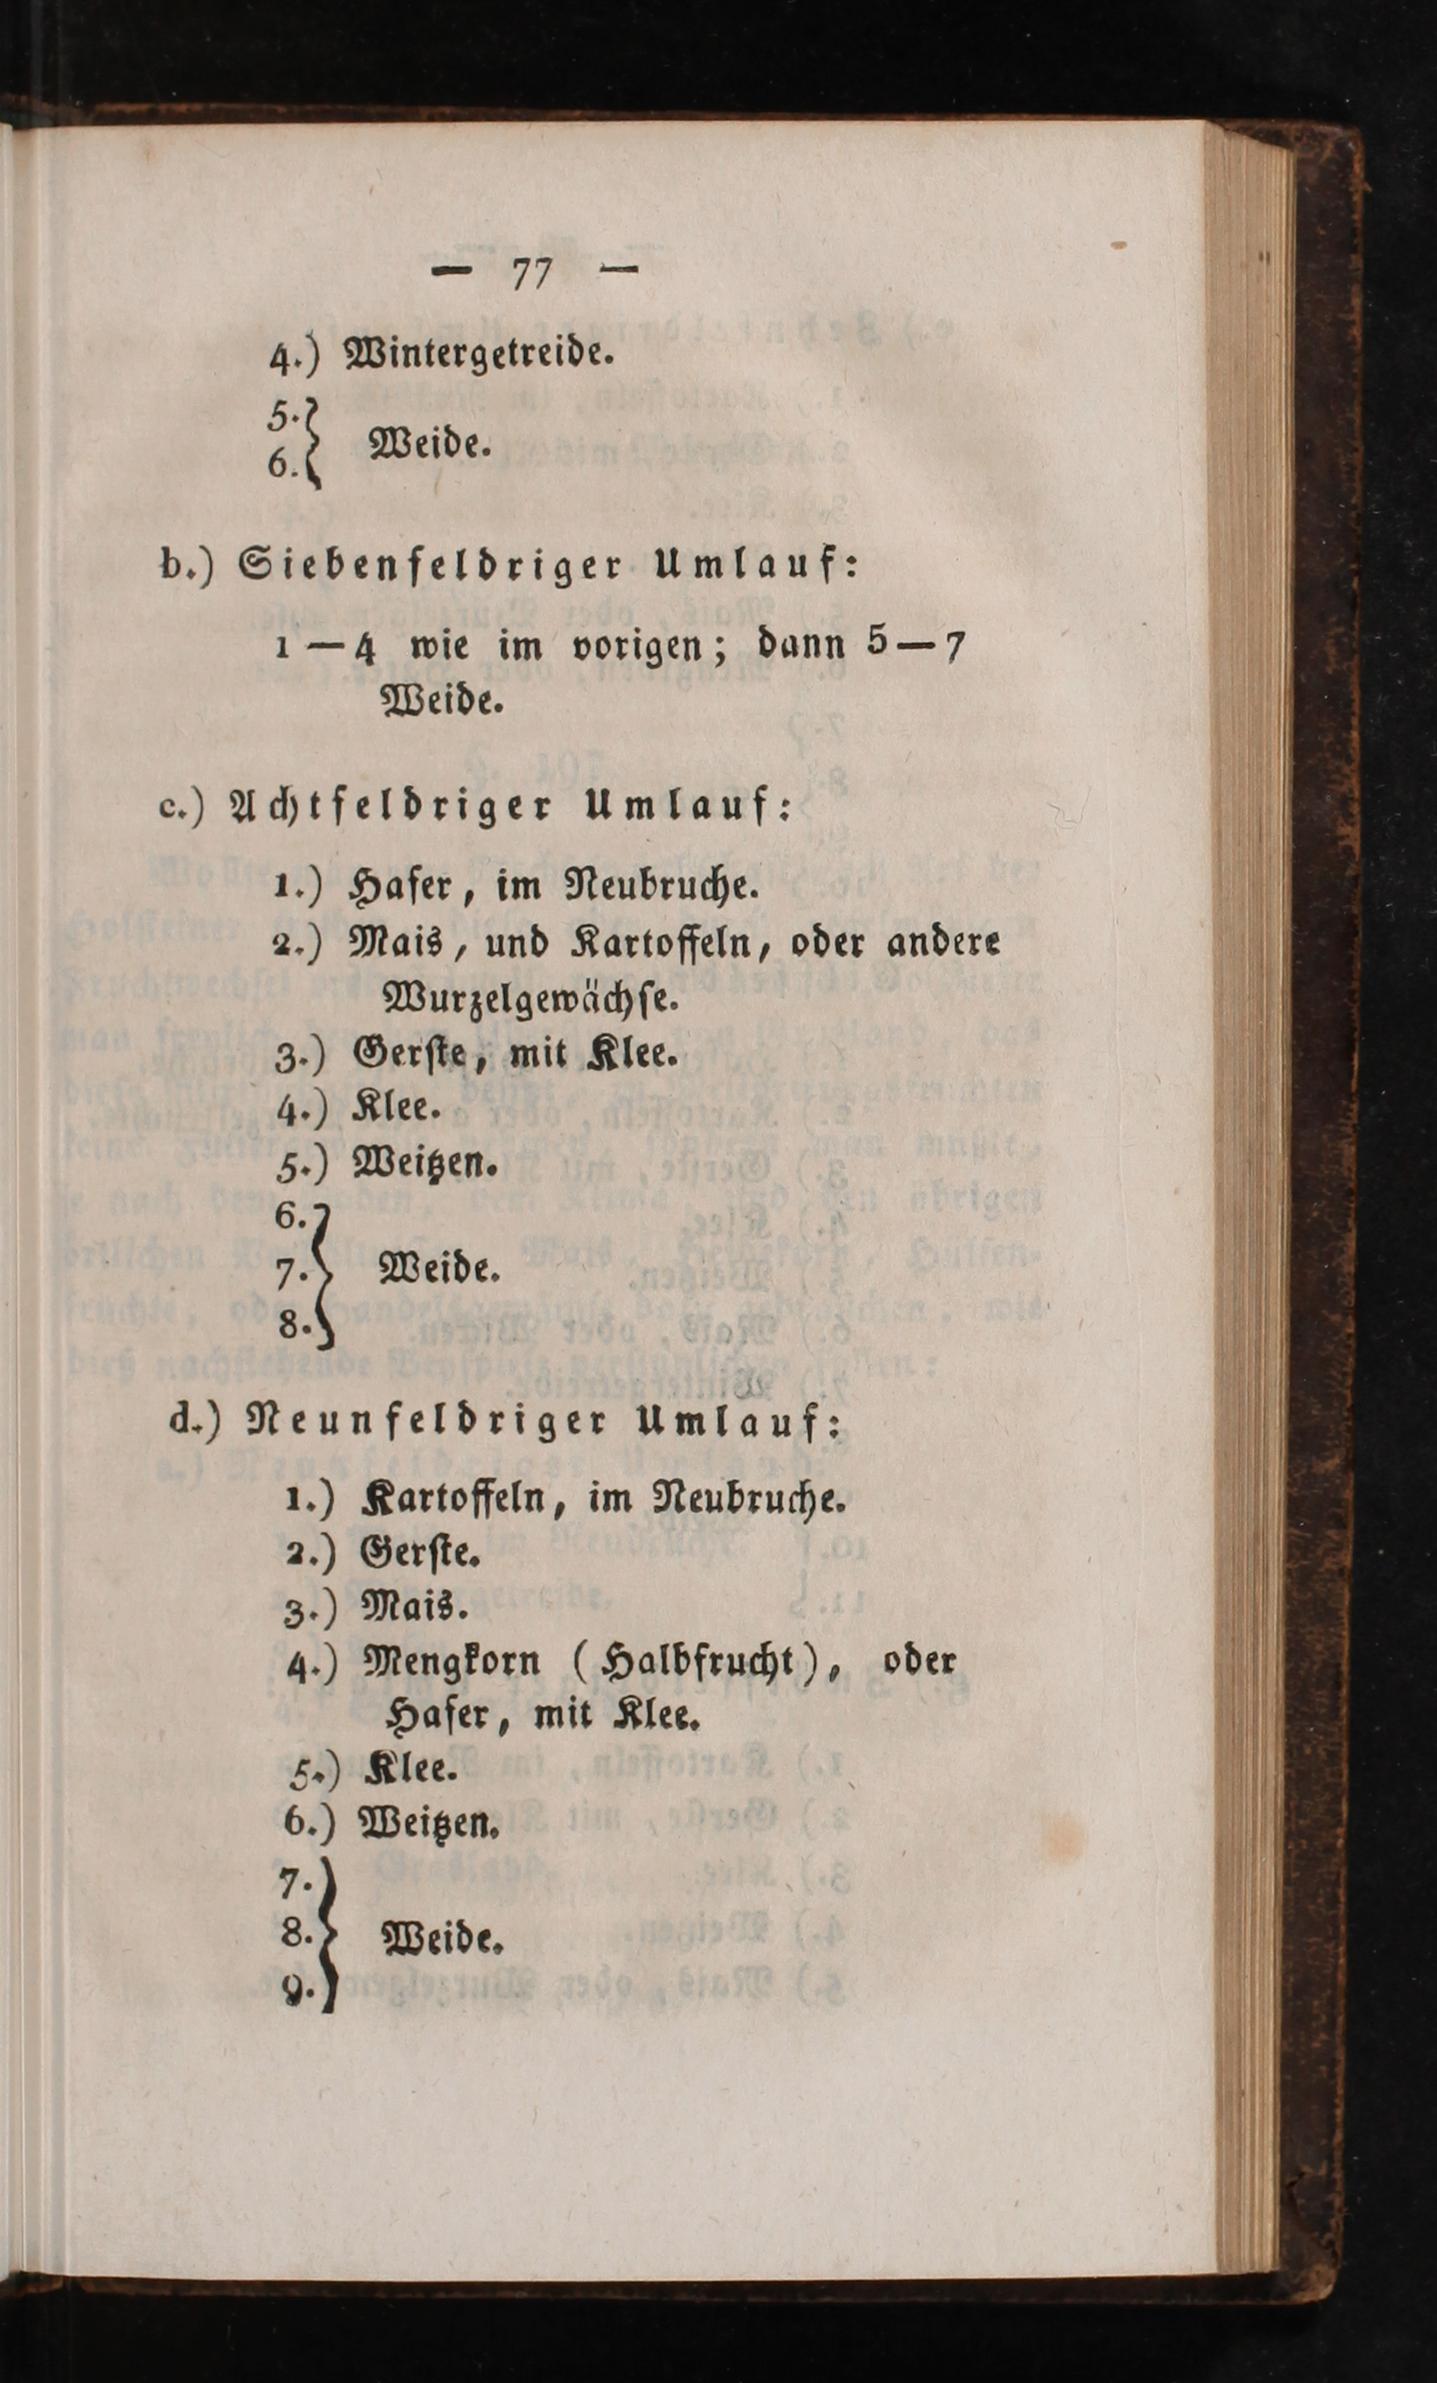 — 77 —
4.) Wintergetreide.
5.
6. } Weide.
b.) Siebenfeldriger Umlauf:
1 — 4 wie im vorigen; dann 5 — 7
Weide.
c.) Achtfeldriger Umlauf:
1.) Hafer, im Neubruche.
2.) Mais, und Kartoffeln, oder andere
Wurzelgewächſe.
3.) Gerſte, mit Klee.
4.) Klee.
5.) Weitzen.
6.
7. } Weide.
8.
d.) Neunfeldriger Umlauf:
1.) Kartoffeln, im Neubruche.
2.) Gerſte.
3.) Mais.
4.) Mengkorn (Halbfrucht), oder
Hafer, mit Klee.
5.) Klee.
6.) Weitzen.
7.
8. } Weide.
9.